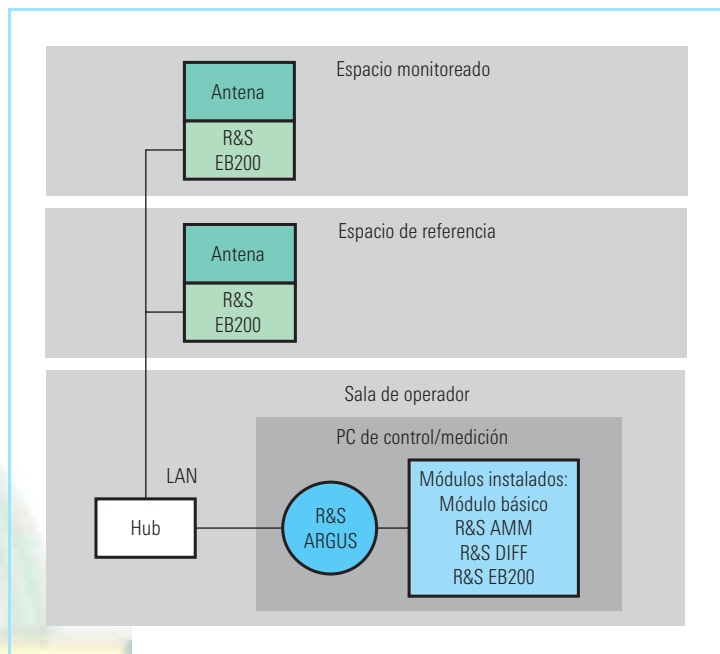 Espacio monitoreado
Antena
R&S
EB200
Espacio de referencia
Antena
R&S
EB200
Sala de operador
PC de control/medición
LAN
Hub
R&S
ARGUS
Módulos instalados:
Módulo básico
R&S AMM
R&S DIFF
R&S EB200